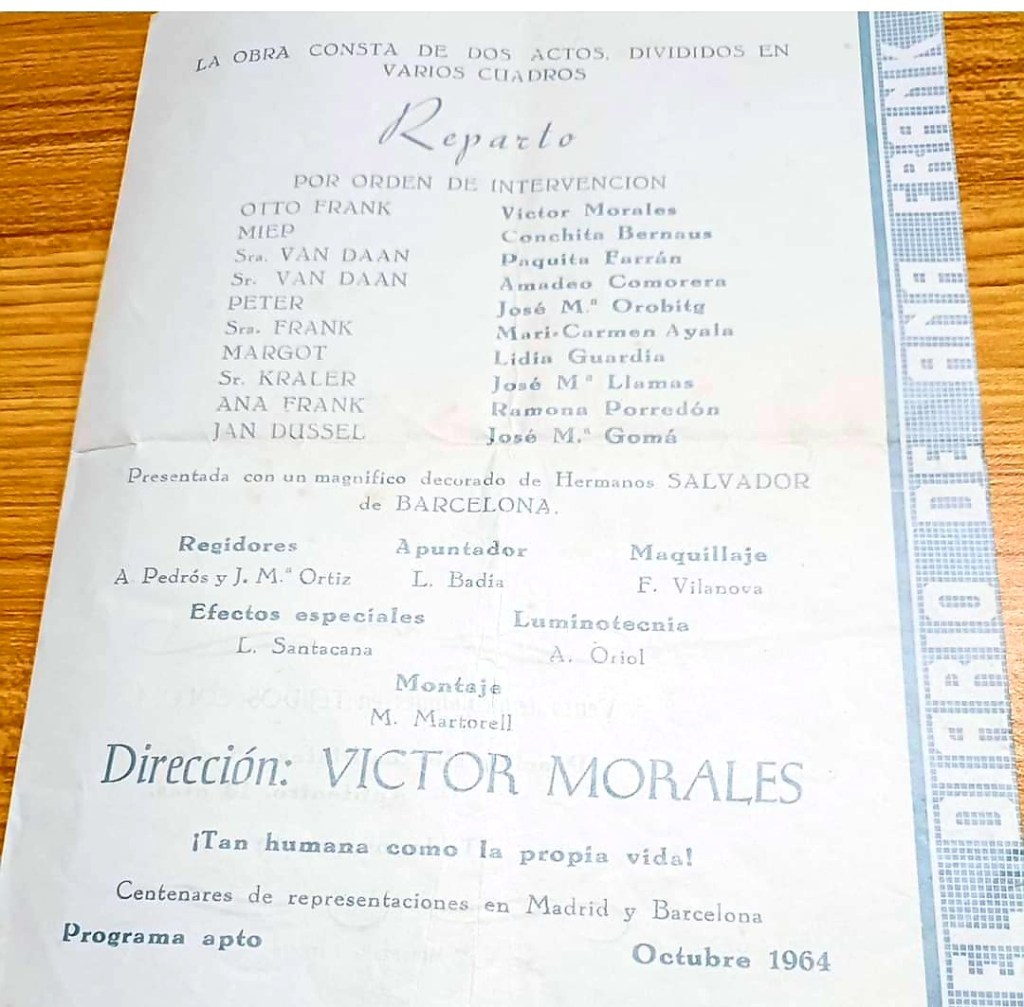 LA OBRA CONSTA DE DOS ACTOS, DIVIDIDOS EN
VARIOS CUADROS
Reparto
POR ORDEN DE INTERVENCION
OTTO FRANK Victor Morales
MIEP Conchita Bernaus
Sra. VAN DAAN Paquita Farrán
Sr. VAN DAAN Amadeo Comorera
PETER José M.ª Orobitg
Sra. FRANK Mari-Carmen Ayala
MARGOT Lidia Guardia
Sr. KRALER José Mª Llamas
ANA FRANK Ramona Porredón
JAN DUSSEL José M.ª Gomá
Presentada con un magnifico decorado de Hermanos SALVADOR
de BARCELONA.
Regidores Apuntador Maquillaje
A Pedrós y J. M.ª Ortiz L. Badia F. Vilanova
Efectos especiales Luminotecnia
L. Santacana A. Oriol
Montaje
M. Martorell
Dirección: VICTOR MORALES
¡Tan humana como la propia vida!
Centenares de representaciones en Madrid y Barcelona
Programa apto Octubre 1964
EL DIARIO DE ANA FRANK